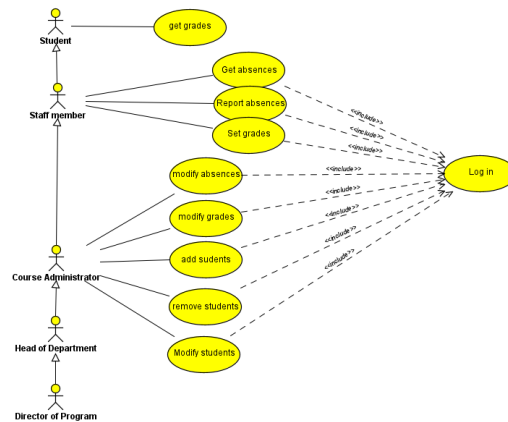 get grades
Student
Get absences
<<include>>
Staff member
Report absences
<<include>>
Set grades
<<include>>
modify absences
<<include>>
Log in
modify grades
<<include>>
add sudents
<<include>>
Course Administrator
remove students
<<include>>
Head of Department
Modify students
<<include>>
Director of Program